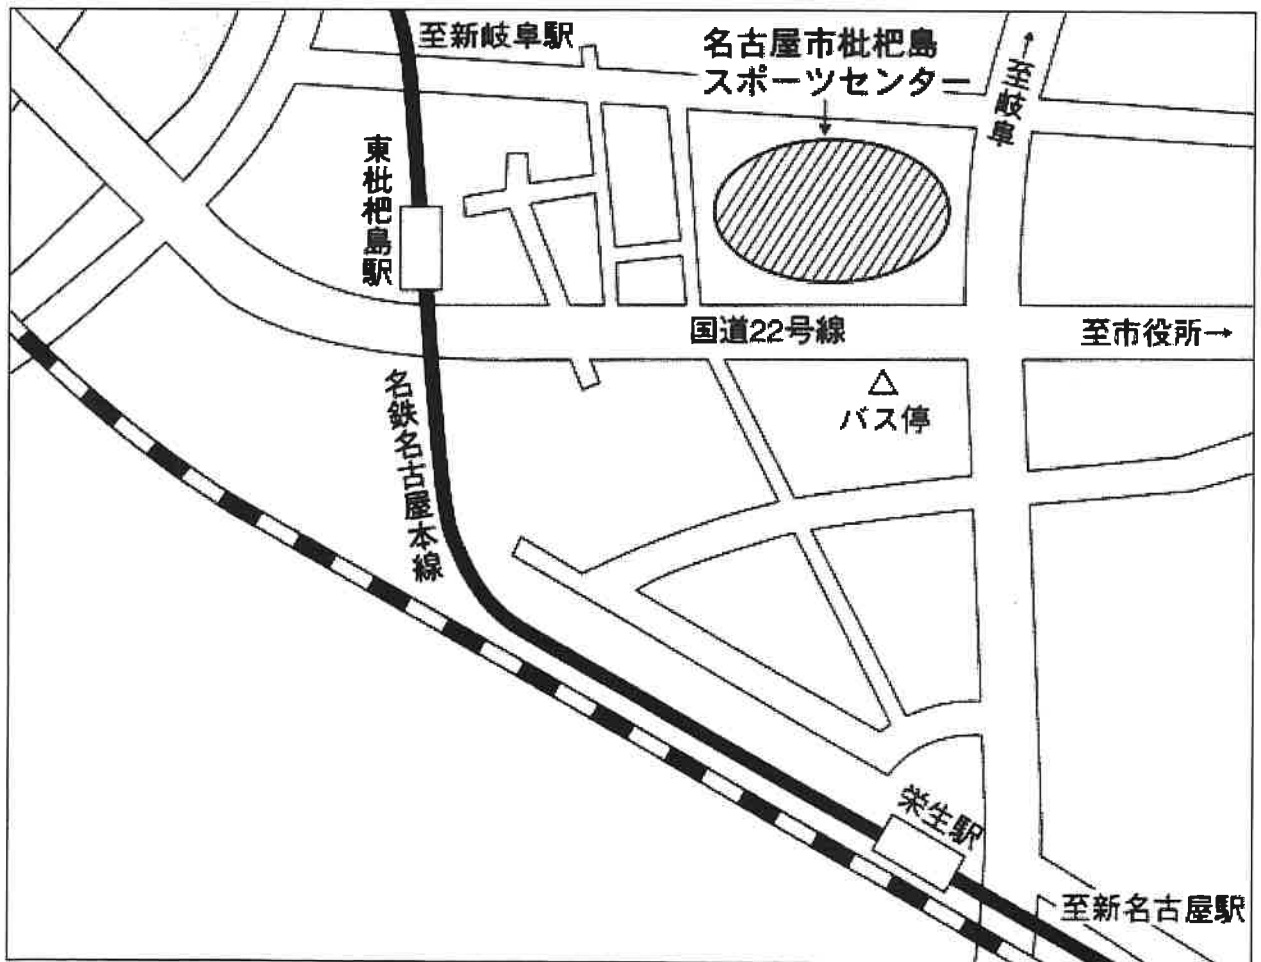 至新岐阜駅
名古屋市枇杷島
スポーツセンター
↑至岐阜
東枇杷島駅
国道22号線
至市役所→
バス停
名鉄名古屋本線
栄生駅
至新名古屋駅